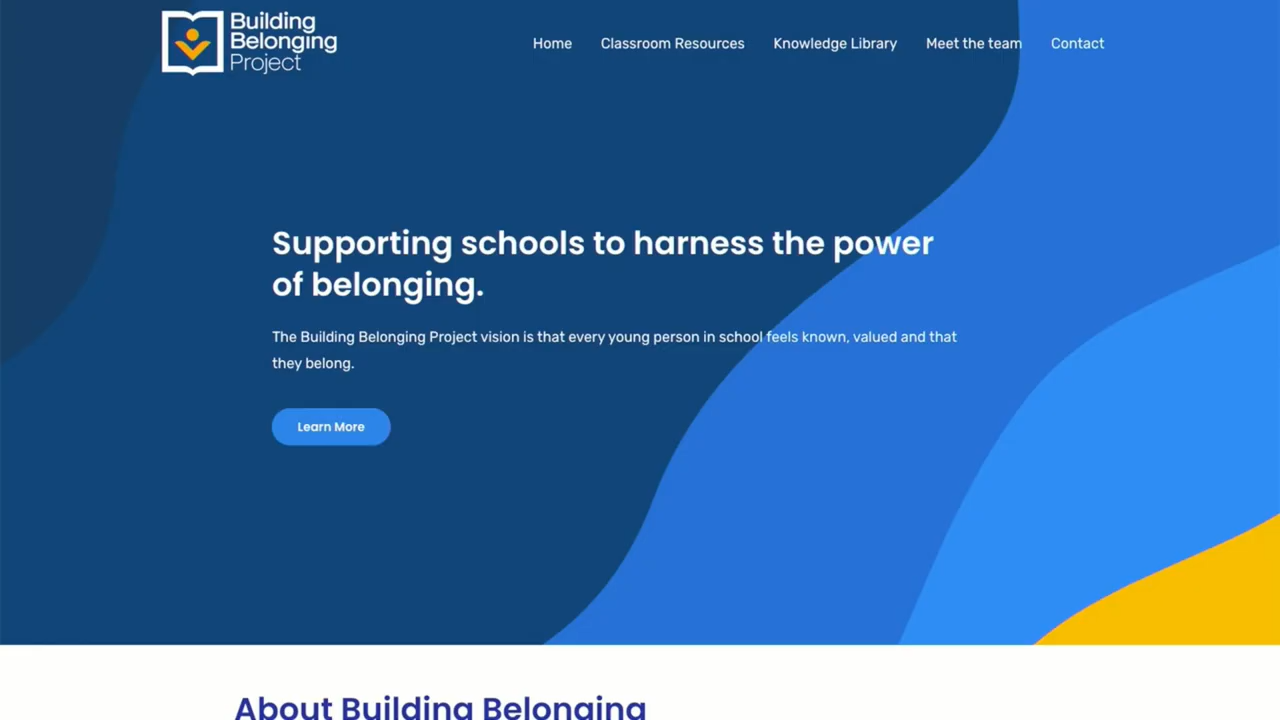 Building
Belonging
Project
Home Classroom Resources Knowledge Library Meet the team Contact
Supporting schools to harness the power
of belonging.
The Building Belonging Project vision is that every young person in school feels known, valued and that
they belong.
Learn More
About Building Belonging